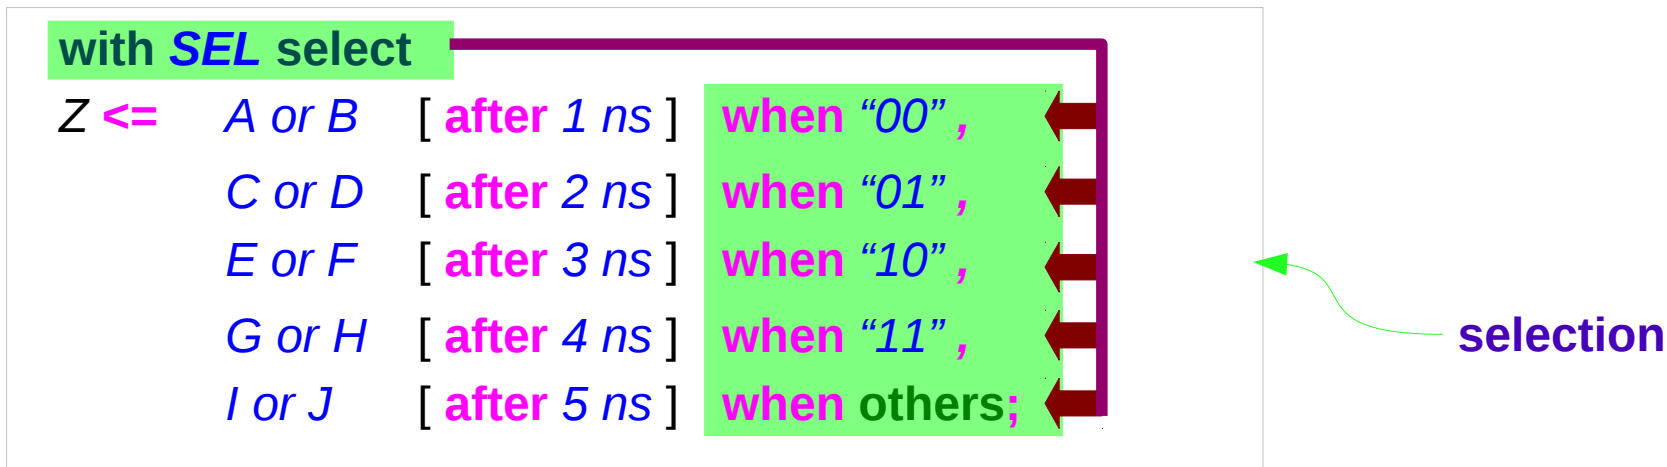 with SEL select
Z <= A or B [ after 1 ns ] when “00” ,
C or D [ after 2 ns ] when “01” ,
E or F [ after 3 ns ] when “10” ,
G or H [ after 4 ns ] when “11” ,
I or J [ after 5 ns ] when others;
selection